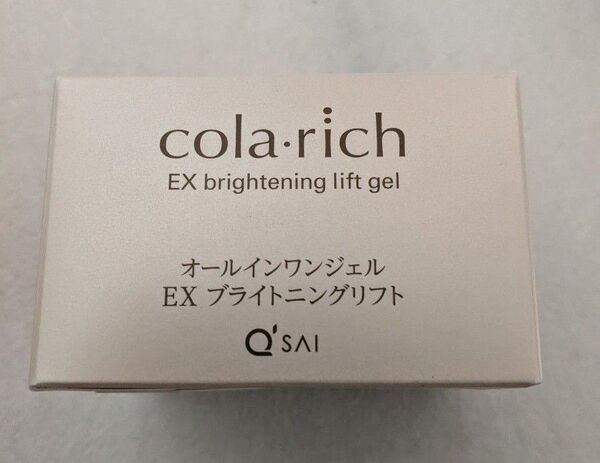 cola·rich
EX brightening lift gel
オールインワンジェル
EX ブライトニングリフト
Q'SAI